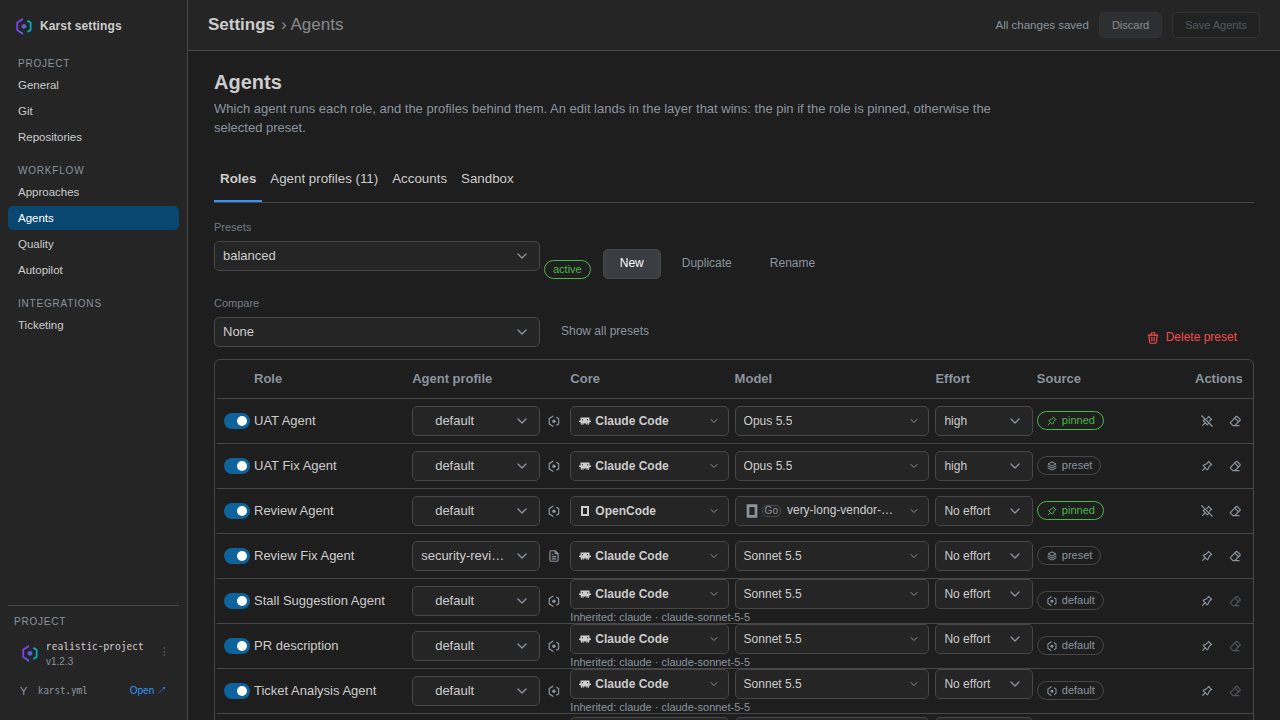 Karst settings
PROJECT
General
Git
Repositories
WORKFLOW
Approaches
Agents
Quality
Autopilot
INTEGRATIONS
Ticketing
PROJECT
realistic-project
v1.2.3
Y karst.yml Open ↗
Settings › Agents
All changes saved Discard Save Agents
Agents
Which agent runs each role, and the profiles behind them. An edit lands in the layer that wins: the pin if the role is pinned, otherwise the
selected preset.
Roles Agent profiles (11) Accounts Sandbox
Presets
balanced active New Duplicate Rename
Compare
None Show all presets Delete preset
Role Agent profile Core Model Effort Source Actions
UAT Agent default Claude Code Opus 5.5 high pinned
UAT Fix Agent default Claude Code Opus 5.5 high preset
Review Agent default OpenCode Go very-long-vendor-… No effort pinned
Review Fix Agent security-revi… Claude Code Sonnet 5.5 No effort preset
Stall Suggestion Agent default Claude Code Sonnet 5.5 No effort default
Inherited: claude · claude-sonnet-5-5
PR description default Claude Code Sonnet 5.5 No effort default
Inherited: claude · claude-sonnet-5-5
Ticket Analysis Agent default Claude Code Sonnet 5.5 No effort default
Inherited: claude · claude-sonnet-5-5